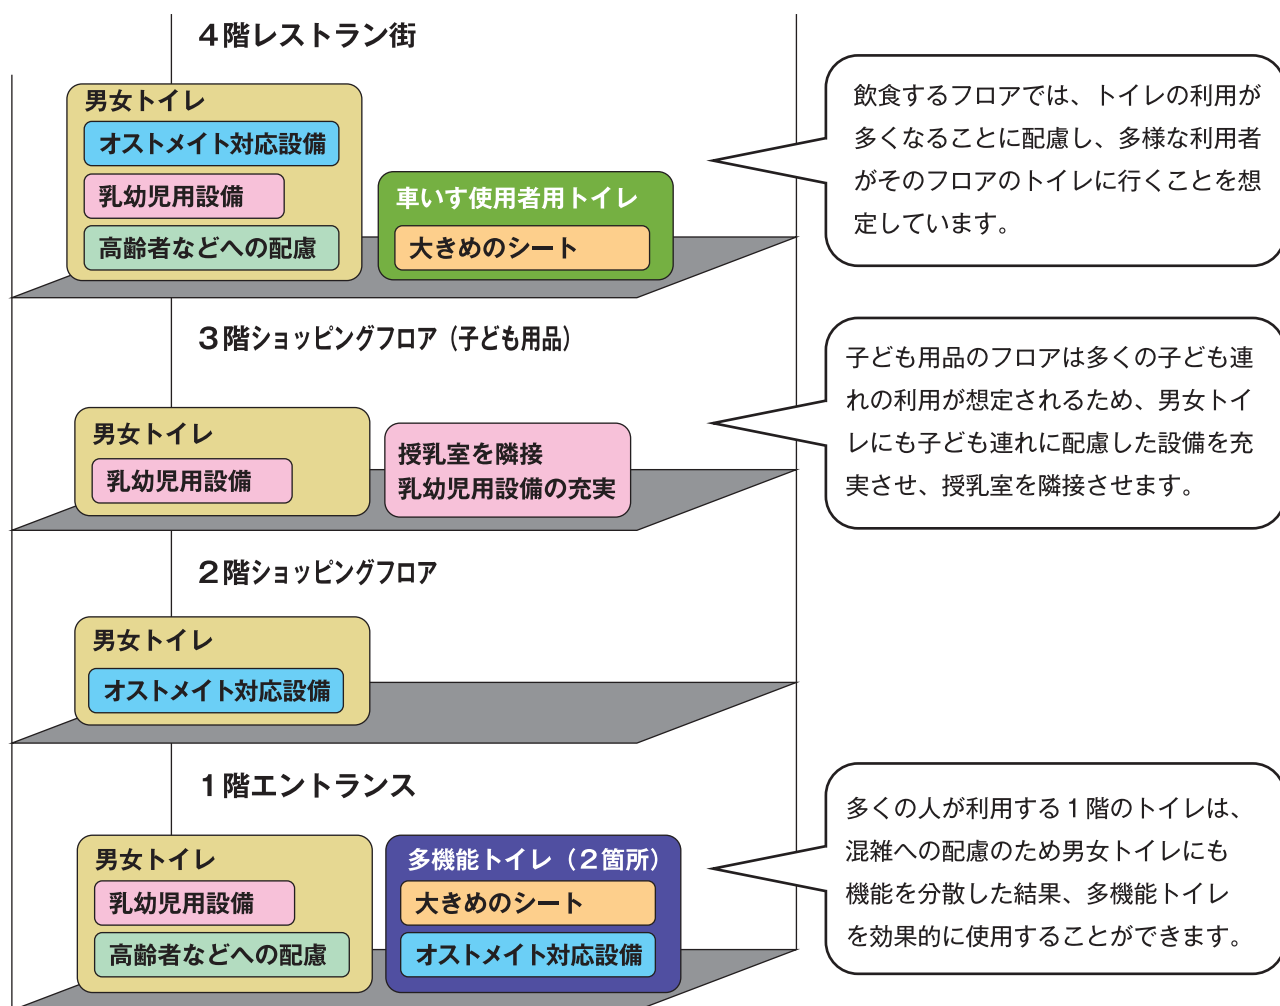 4階レストラン街
男女トイレ
オストメイト対応設備
乳幼児用設備
高齢者などへの配慮
車いす使用者用トイレ
大きめのシート
飲食するフロアでは、トイレの利用が
多くなることに配慮し、多様な利用者
がそのフロアのトイレに行くことを想
定しています。
3階ショッピングフロア（子ども用品）
男女トイレ
乳幼児用設備
授乳室を隣接
乳幼児用設備の充実
子ども用品のフロアは多くの子ども連
れの利用が想定されるため、男女トイ
レにも子ども連れに配慮した設備を充
実させ、授乳室を隣接させます。
2階ショッピングフロア
男女トイレ
オストメイト対応設備
1階エントランス
男女トイレ
乳幼児用設備
高齢者などへの配慮
多機能トイレ（2箇所）
大きめのシート
オストメイト対応設備
多くの人が利用する1階のトイレは、
混雑への配慮のため男女トイレにも
機能を分散した結果、多機能トイレ
を効果的に使用することができます。